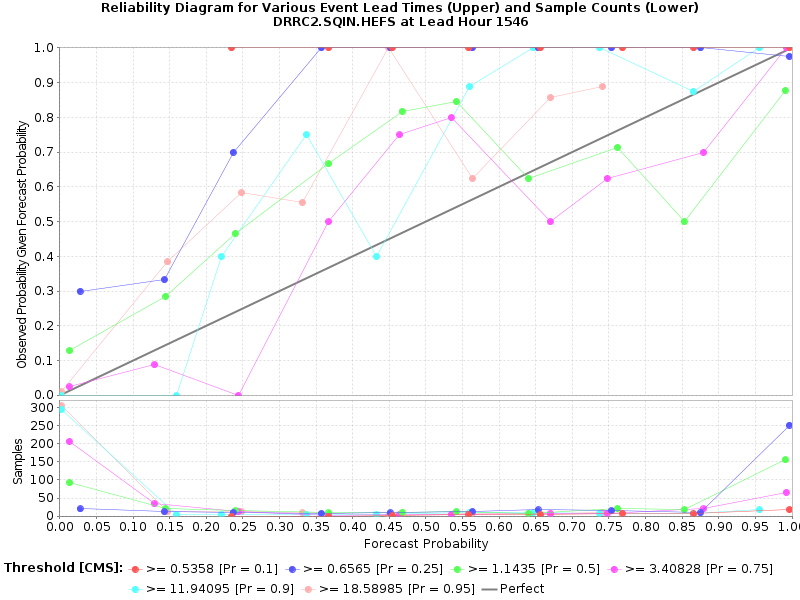 Reliability Diagram for Various Event Lead Times (Upper) and Sample Counts (Lower)
DRRC2.SQIN.HEFS at Lead Hour 1546
Observed Probability Given Forecast Probability
1.0
0.9
0.8
0.7
0.6
0.5
0.4
0.3
0.2
0.1
0.0
Samples
300
250
200
150
100
50
0
0.00 0.05 0.10 0.15 0.20 0.25 0.30 0.35 0.40 0.45 0.50 0.55 0.60 0.65 0.70 0.75 0.80 0.85 0.90 0.95 1.00
Forecast Probability
Threshold [CMS]: >= 0.5358 [Pr = 0.1] >= 0.6565 [Pr = 0.25] >= 1.1435 [Pr = 0.5] >= 3.40828 [Pr = 0.75]
>= 11.94095 [Pr = 0.9] >= 18.58985 [Pr = 0.95] Perfect